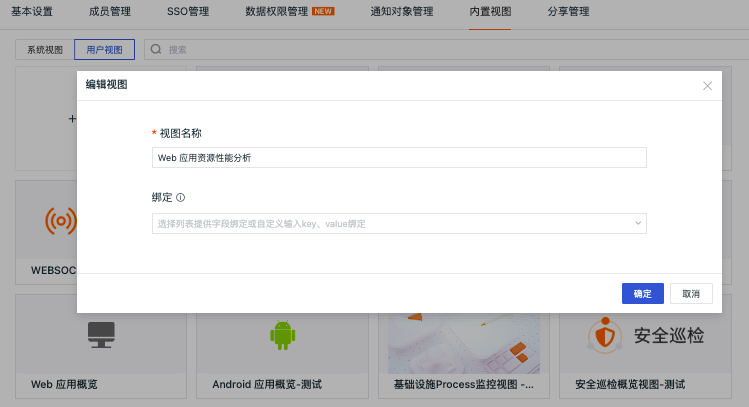 基本设置 成员管理 SSO管理 数据权限管理 NEW 通知对象管理 内置视图 分享管理
系统视图 用户视图 搜索
编辑视图
* 视图名称
Web 应用资源性能分析
绑定
选择列表提供字段绑定或自定义输入key、value绑定
确定 取消
WEBSOC
安全巡检
Web 应用概览 Android 应用概览-测试 基础设施Process监控视图 -... 安全巡检概览视图-测试